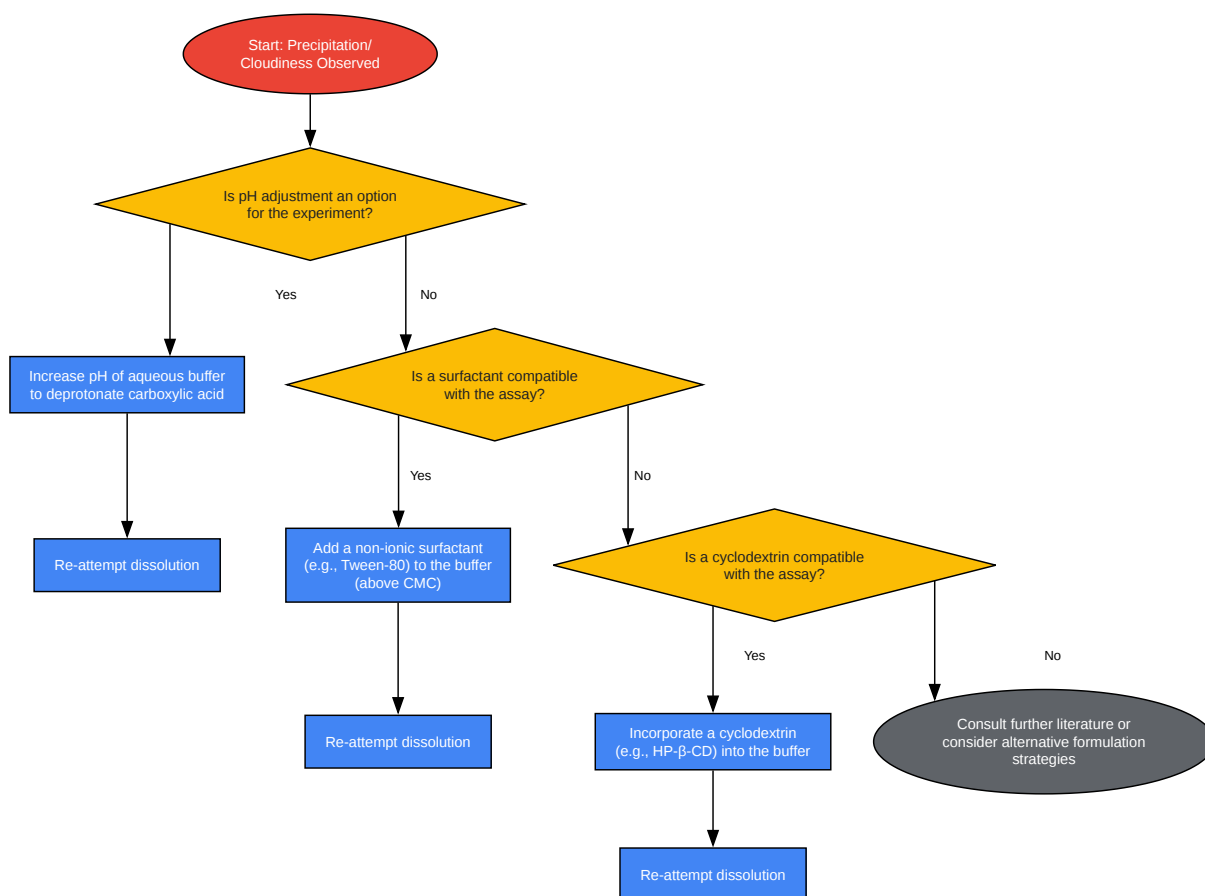 Start: Precipitation/
Cloudiness Observed
Is pH adjustment an option
for the experiment?
Yes
No
Increase pH of aqueous buffer
to deprotonate carboxylic acid
Is a surfactant compatible
with the assay?
Yes
No
Re-attempt dissolution
Add a non-ionic surfactant
(e.g., Tween-80) to the buffer
(above CMC)
Is a cyclodextrin compatible
with the assay?
Yes
No
Re-attempt dissolution
Incorporate a cyclodextrin
(e.g., HP-β-CD) into the buffer
Consult further literature or
consider alternative formulation
strategies
Re-attempt dissolution